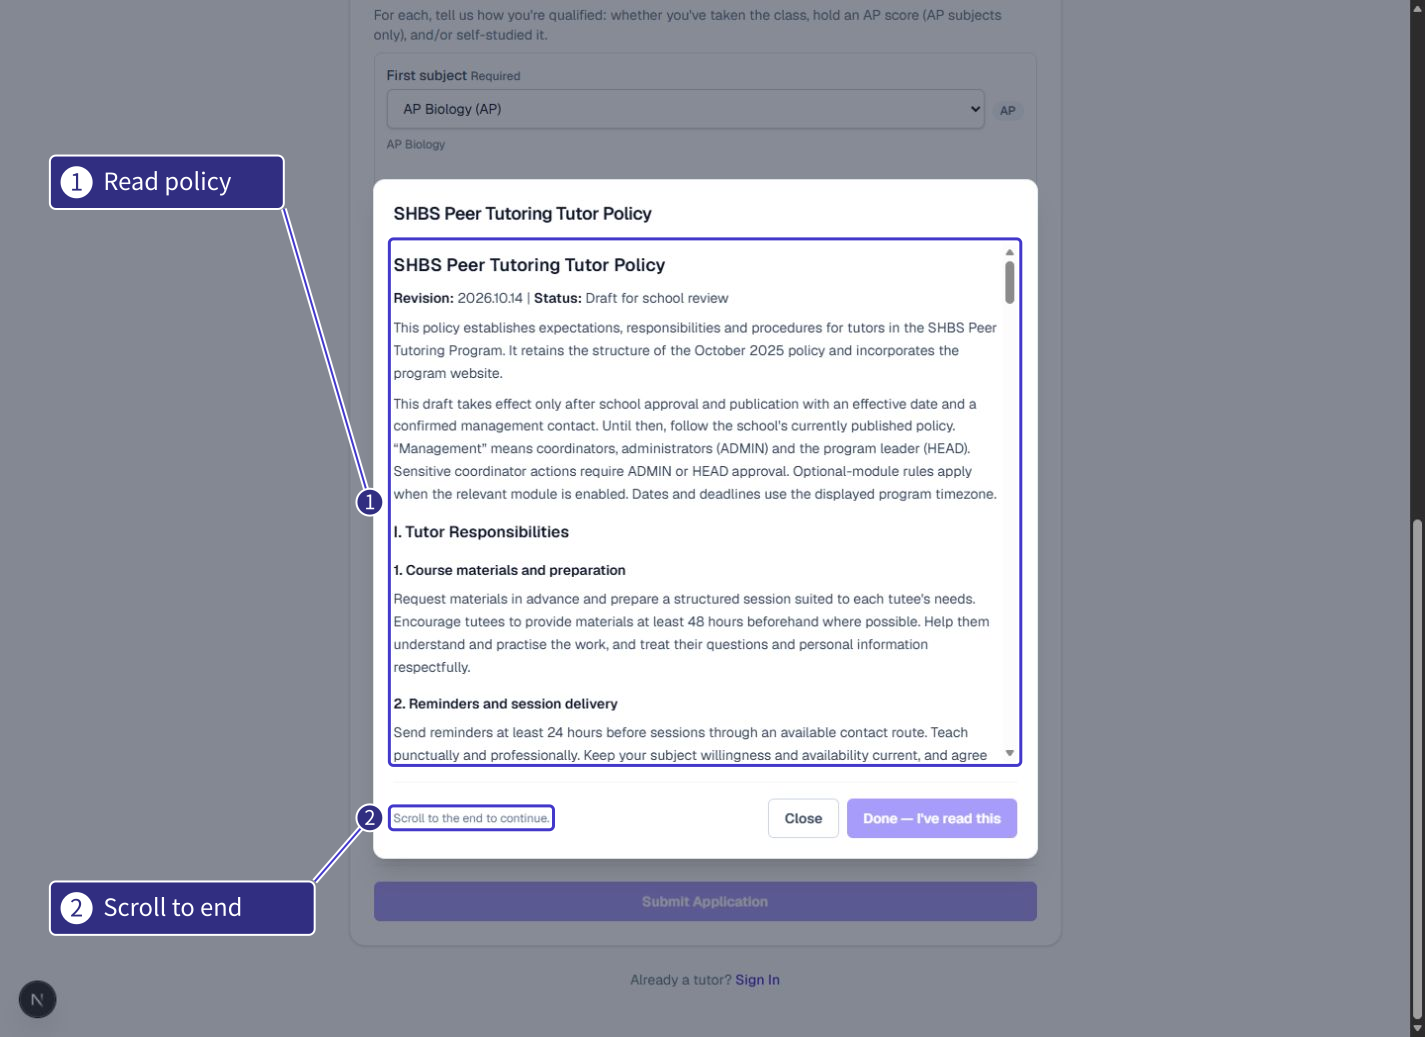 For each, tell us how you're qualified: whether you've taken the class, hold an AP score (AP subjects
only), and/or self-studied it.
First subject Required
AP Biology (AP)
AP
AP Biology
1 Read policy
SHBS Peer Tutoring Tutor Policy
SHBS Peer Tutoring Tutor Policy
Revision: 2026.10.14 | Status: Draft for school review
This policy establishes expectations, responsibilities and procedures for tutors in the SHBS Peer
Tutoring Program. It retains the structure of the October 2025 policy and incorporates the
program website.
This draft takes effect only after school approval and publication with an effective date and a
confirmed management contact. Until then, follow the school's currently published policy.
“Management” means coordinators, administrators (ADMIN) and the program leader (HEAD).
Sensitive coordinator actions require ADMIN or HEAD approval. Optional-module rules apply
when the relevant module is enabled. Dates and deadlines use the displayed program timezone.
1
I. Tutor Responsibilities
1. Course materials and preparation
Request materials in advance and prepare a structured session suited to each tutee's needs.
Encourage tutees to provide materials at least 48 hours beforehand where possible. Help them
understand and practise the work, and treat their questions and personal information
respectfully.
2. Reminders and session delivery
Send reminders at least 24 hours before sessions through an available contact route. Teach
punctually and professionally. Keep your subject willingness and availability current, and agree
2
Scroll to the end to continue.
Close
Done — I've read this
2 Scroll to end
Submit Application
Already a tutor? Sign In
N